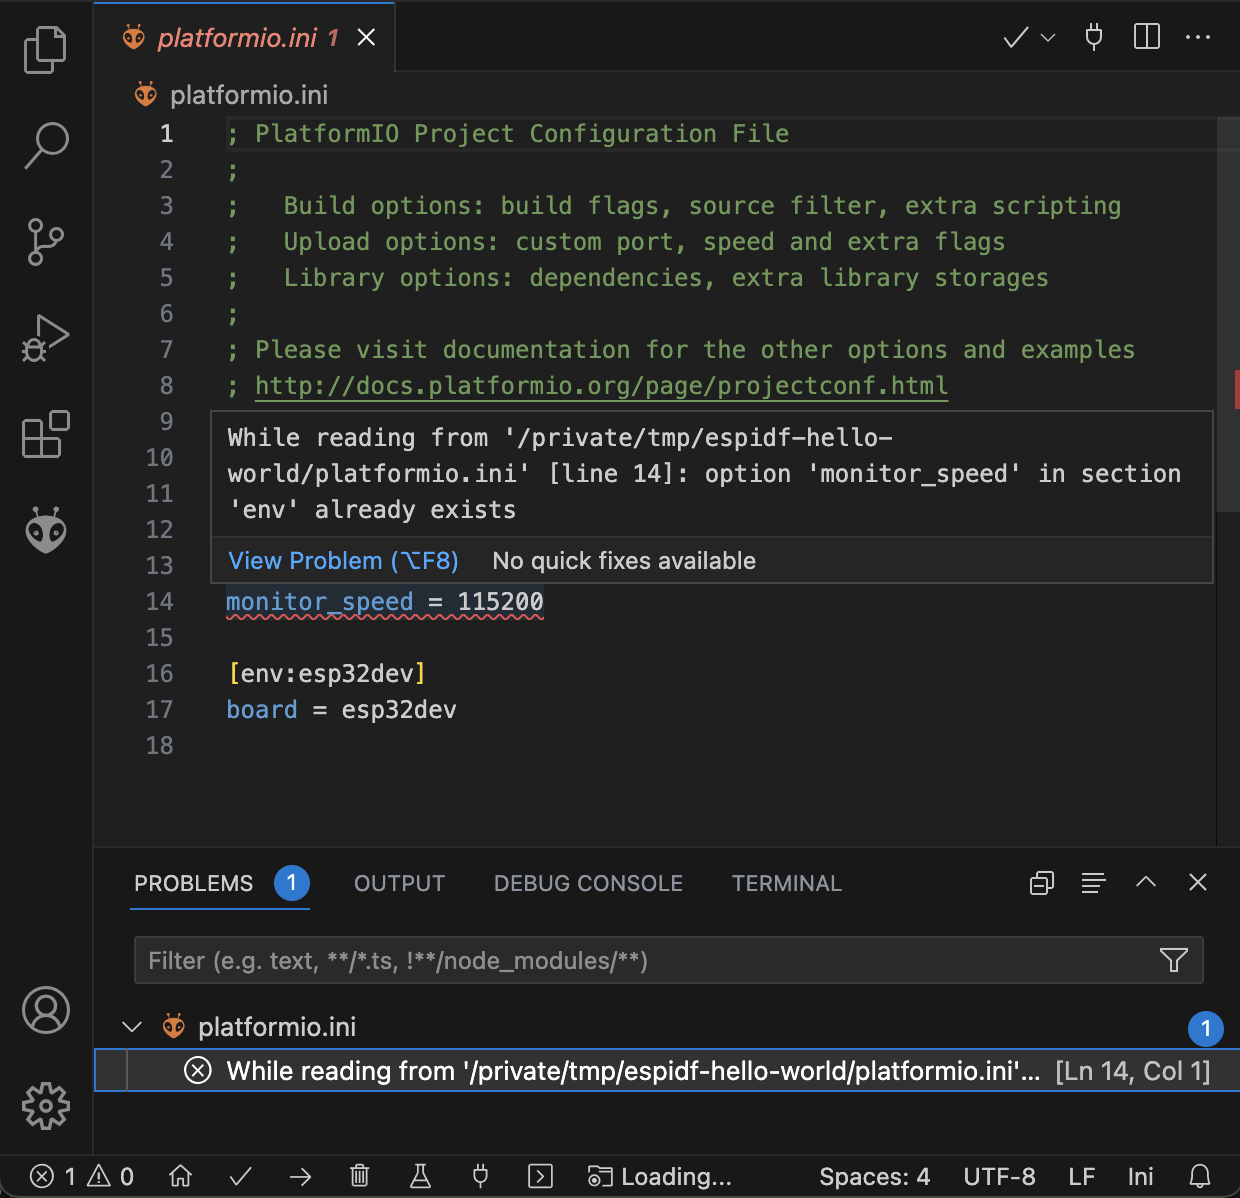 platformio.ini 1
platformio.ini
1 ; PlatformIO Project Configuration File
2 ;
3 ;   Build options: build flags, source filter, extra scripting
4 ;   Upload options: custom port, speed and extra flags
5 ;   Library options: dependencies, extra library storages
6 ;
7 ; Please visit documentation for the other options and examples
8 ; http://docs.platformio.org/page/projectconf.html
9
10
11
12
13
While reading from '/private/tmp/espidf-hello-
world/platformio.ini' [line 14]: option 'monitor_speed' in section
'env' already exists
View Problem (⌥F8) No quick fixes available
14 monitor_speed = 115200
15
16 [env:esp32dev]
17 board = esp32dev
18
PROBLEMS 1 OUTPUT DEBUG CONSOLE TERMINAL
Filter (e.g. text, **/*.ts, !**/node_modules/**)
platformio.ini 1
While reading from '/private/tmp/espidf-hello-world/platformio.ini'... [Ln 14, Col 1]
1 0 Loading... Spaces: 4 UTF-8 LF Ini